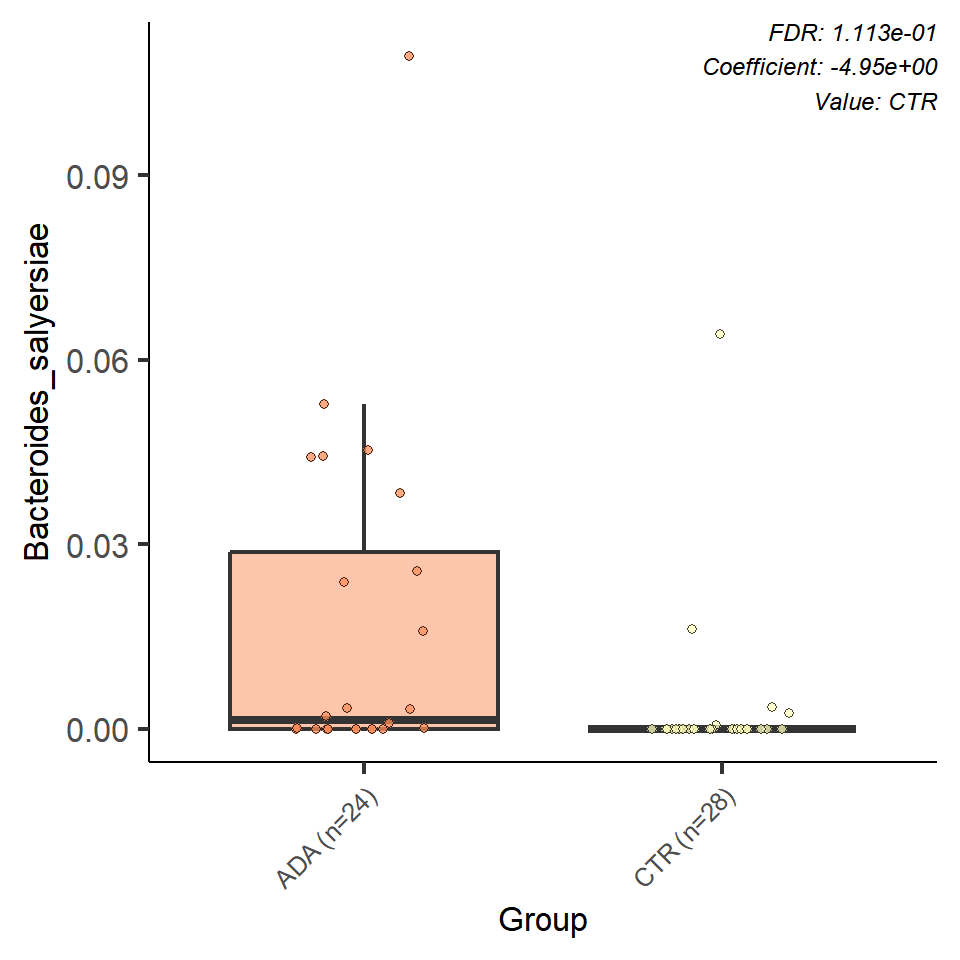 FDR: 1.113e-01
Coefficient: -4.95e+00
Value: CTR
Bacteroides_salyersiae
0.09
0.06
0.03
0.00
ADA (n=24)
CTR (n=28)
Group